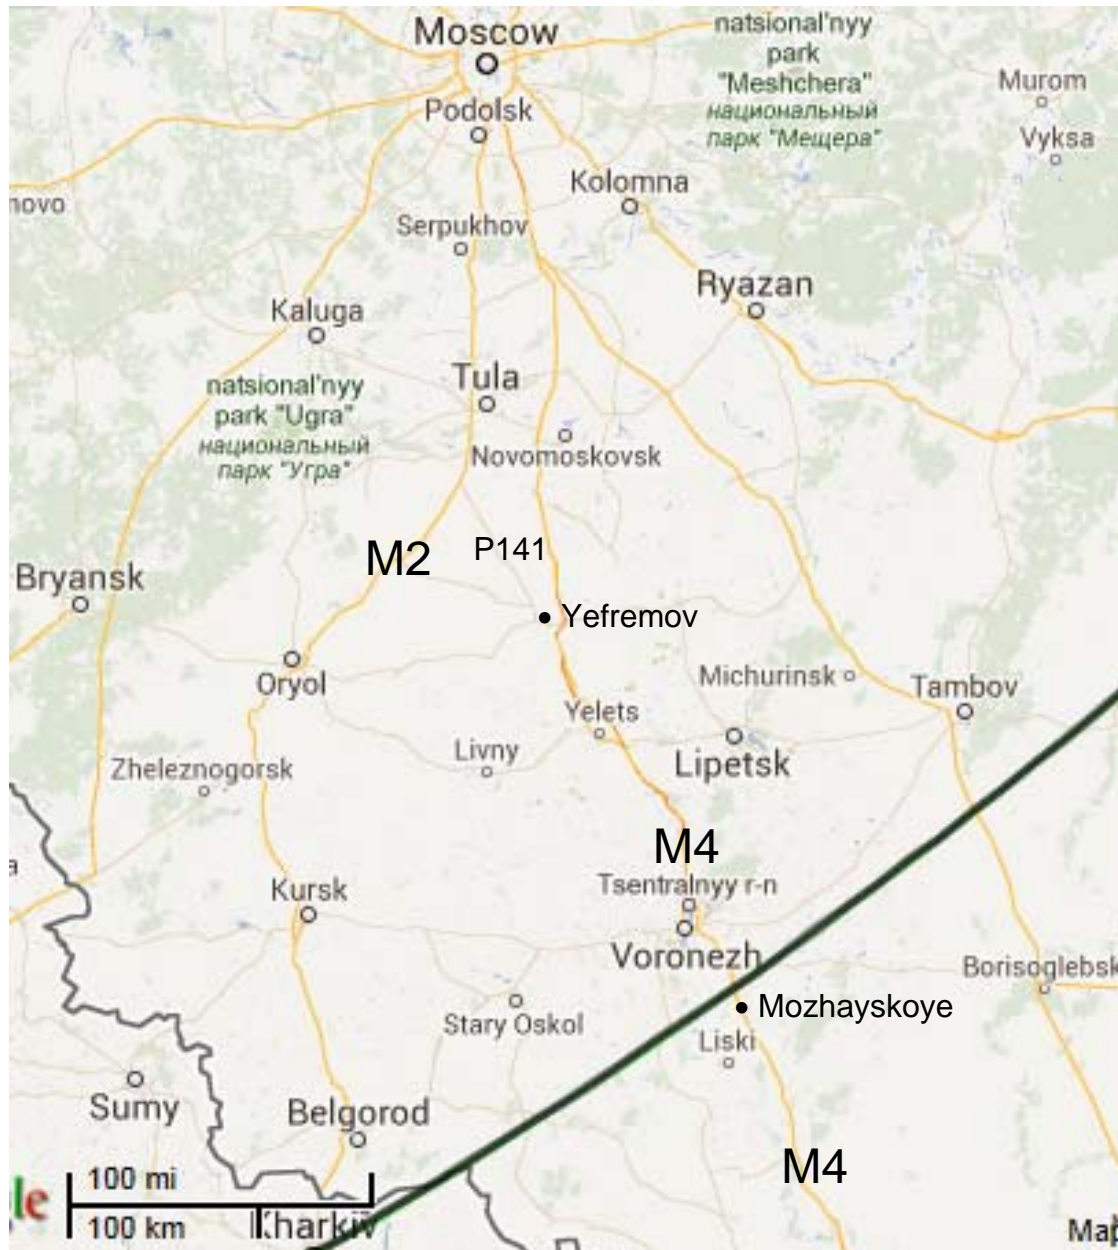 Moscow
natsional'nyy
park
"Meshchera"
национальный
парк "Мещера"
Murom
Podolsk
Vyksa
Kolomna
Serpukhov
Ryazan
Kaluga
Tula
natsional'nyy
park "Ugra"
национальный
парк "Угра"
Novomoskovsk
M2
P141
Bryansk
Yefremov
Oryol
Michurinsk
Tambov
Yelets
Livny
Lipetsk
Zheleznogorsk
M4
Tsentralnyy r-n
Kursk
Voronezh
Borisoglebsk
Mozhayskoye
Stary Oskol
Liski
Sumy
Belgorod
M4
100 mi
100 km
Kharkiv